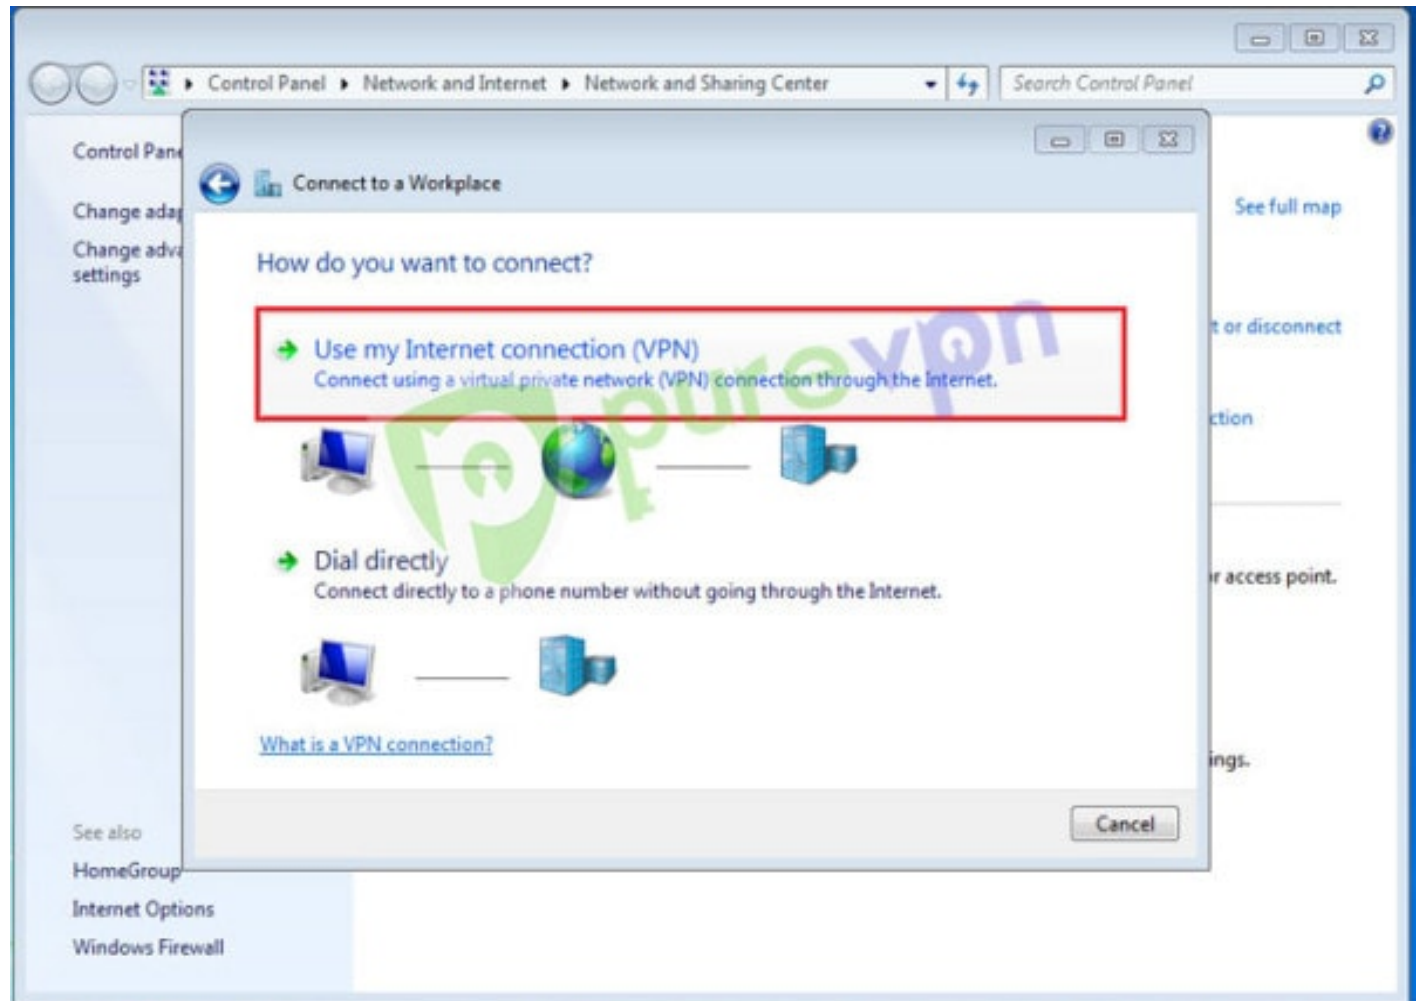 Control Panel Network and Internet Network and Sharing Center
Search Control Panel
Control Pane
Change adap
Change adva
settings
See also
HomeGroup
Internet Options
Windows Firewall
Connect to a Workplace
How do you want to connect?
Use my Internet connection (VPN)
Connect using a virtual private network (VPN) connection through the Internet.
purevpn
Dial directly
Connect directly to a phone number without going through the Internet.
What is a VPN connection?
Cancel
See full map
t or disconnect
ction
r access point.
ings.